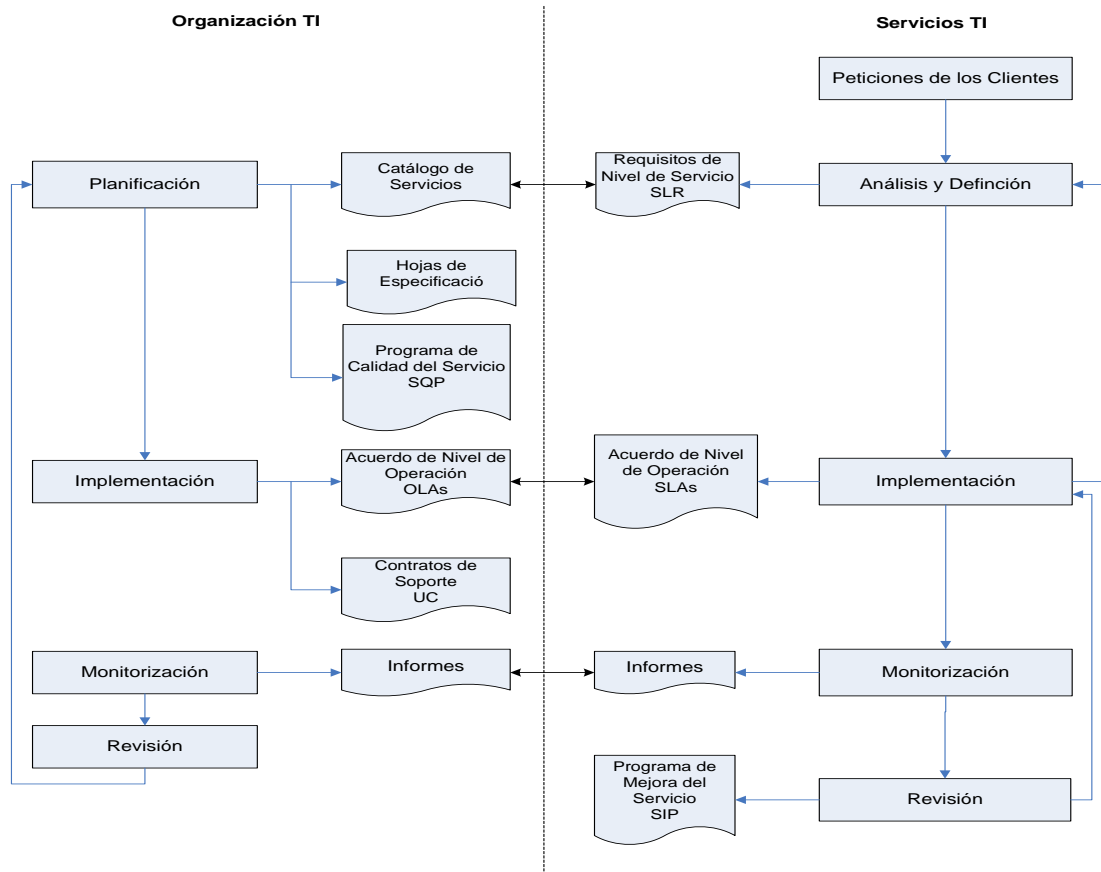 Organización TI
Servicios TI
Peticiones de los Clientes
Planificación
Catálogo de
Servicios
Requisitos de
Nivel de Servicio
SLR
Análisis y Definción
Hojas de
Especificació
Programa de
Calidad del Servicio
SQP
Implementación
Acuerdo de Nivel de
Operación
OLAs
Acuerdo de Nivel
de Operación
SLAs
Implementación
Contratos de
Soporte
UC
Monitorización
Informes
Informes
Monitorización
Revisión
Programa de
Mejora del
Servicio
SIP
Revisión